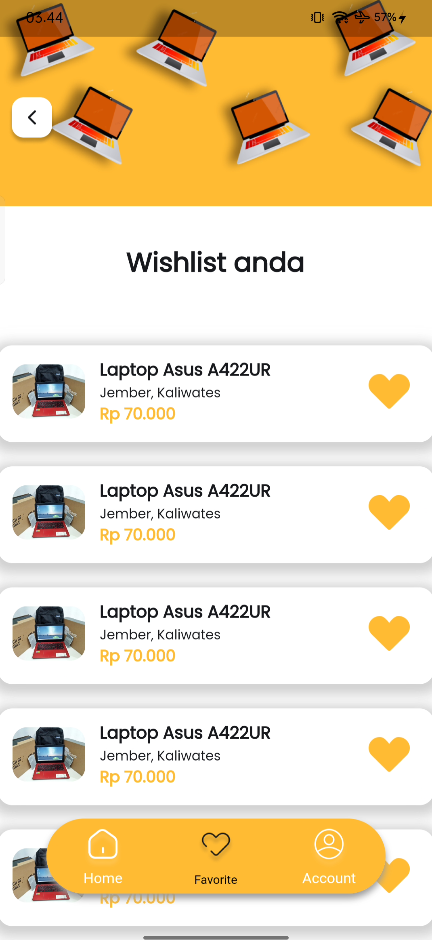 03.44
57%
Wishlist anda
Laptop Asus A422UR
Jember, Kaliwates
Rp 70.000
Laptop Asus A422UR
Jember, Kaliwates
Rp 70.000
Laptop Asus A422UR
Jember, Kaliwates
Rp 70.000
Laptop Asus A422UR
Jember, Kaliwates
Rp 70.000
Rp 70.000
Home
Favorite
Account